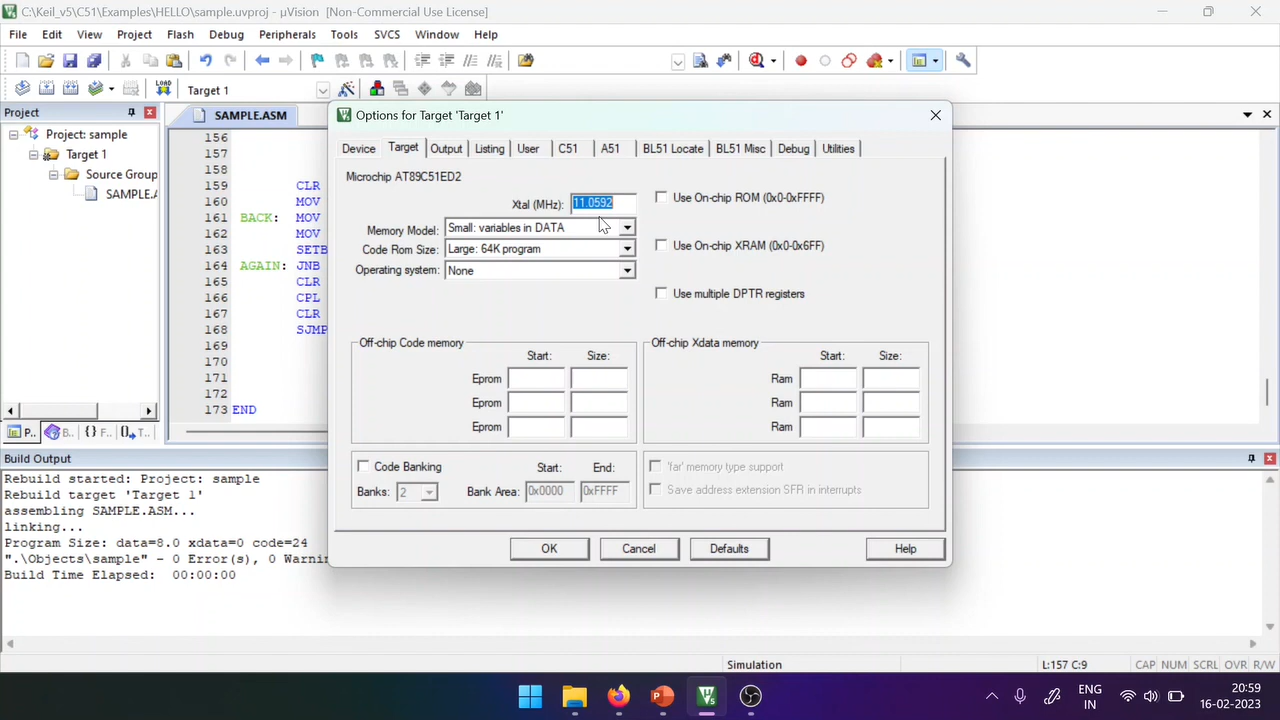 C:\Keil_v5\C51\Examples\HELLO\sample.uvproj - µVision [Non-Commercial Use License]
File Edit View Project Flash Debug Peripherals Tools SVCS Window Help
LOAD Target 1
Project
Project: sample
Target 1
Source Group
SAMPLE.A
P.. B.. {} F.. T..
SAMPLE.ASM
156
157
158
159 CLR
160 MOV
161 BACK: MOV
162 MOV
163 SETB
164 AGAIN: JNB
165 CLR
166 CPL
167 CLR
168 SJMP
169
170
171
172
173 END
Options for Target 'Target 1'
Device Target Output Listing User C51 A51 BL51 Locate BL51 Misc Debug Utilities
Microchip AT89C51ED2
Xtal (MHz): 11.0592
Use On-chip ROM (0x0-0xFFFF)
Memory Model: Small: variables in DATA
Use On-chip XRAM (0x0-0x6FF)
Code Rom Size: Large: 64K program
Operating system: None
Use multiple DPTR registers
Off-chip Code memory
Start: Size:
Eprom
Eprom
Eprom
Off-chip Xdata memory
Start: Size:
Ram
Ram
Ram
Code Banking Start: End:
Banks: 2 Bank Area: 0x0000 0xFFFF
'far' memory type support
Save address extension SFR in interrupts
OK Cancel Defaults Help
Build Output
Rebuild started: Project: sample
Rebuild target 'Target 1'
assembling SAMPLE.ASM...
linking...
Program Size: data=8.0 xdata=0 code=24
".\Objects\sample" - 0 Error(s), 0 Warnin
Build Time Elapsed: 00:00:00
Simulation L:157 C:9 CAP NUM SCRL OVR R/W
ENG
IN
20:59
16-02-2023